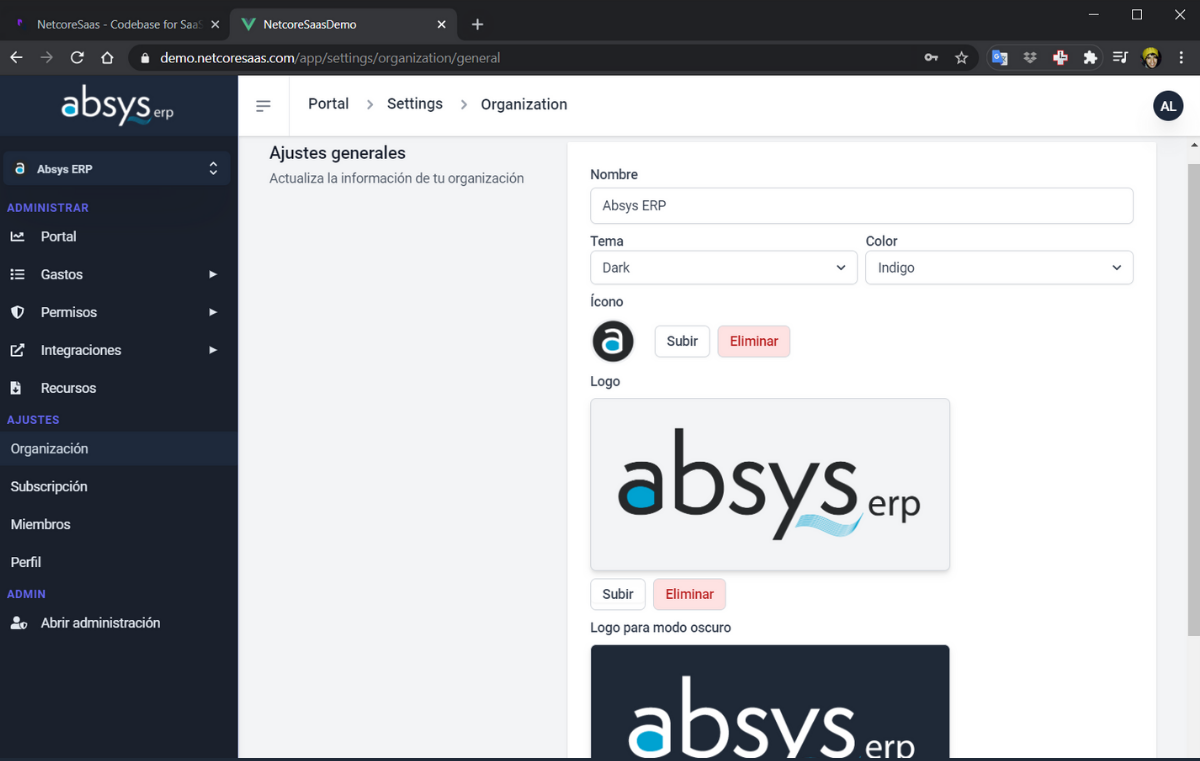 NetcoreSaas - Codebase for SaaS
NetcoreSaasDemo
demo.netcoresaas.com/app/settings/organization/general
absys erp
Portal > Settings > Organization
AL
Absys ERP
ADMINISTRAR
Portal
Gastos
Permisos
Integraciones
Recursos
AJUSTES
Organización
Subscripción
Miembros
Perfil
ADMIN
Abrir administración
Ajustes generales
Actualiza la información de tu organización
Nombre
Absys ERP
Tema
Color
Dark
Indigo
Ícono
a
Subir
Eliminar
Logo
absys erp
Subir
Eliminar
Logo para modo oscuro
absys erp